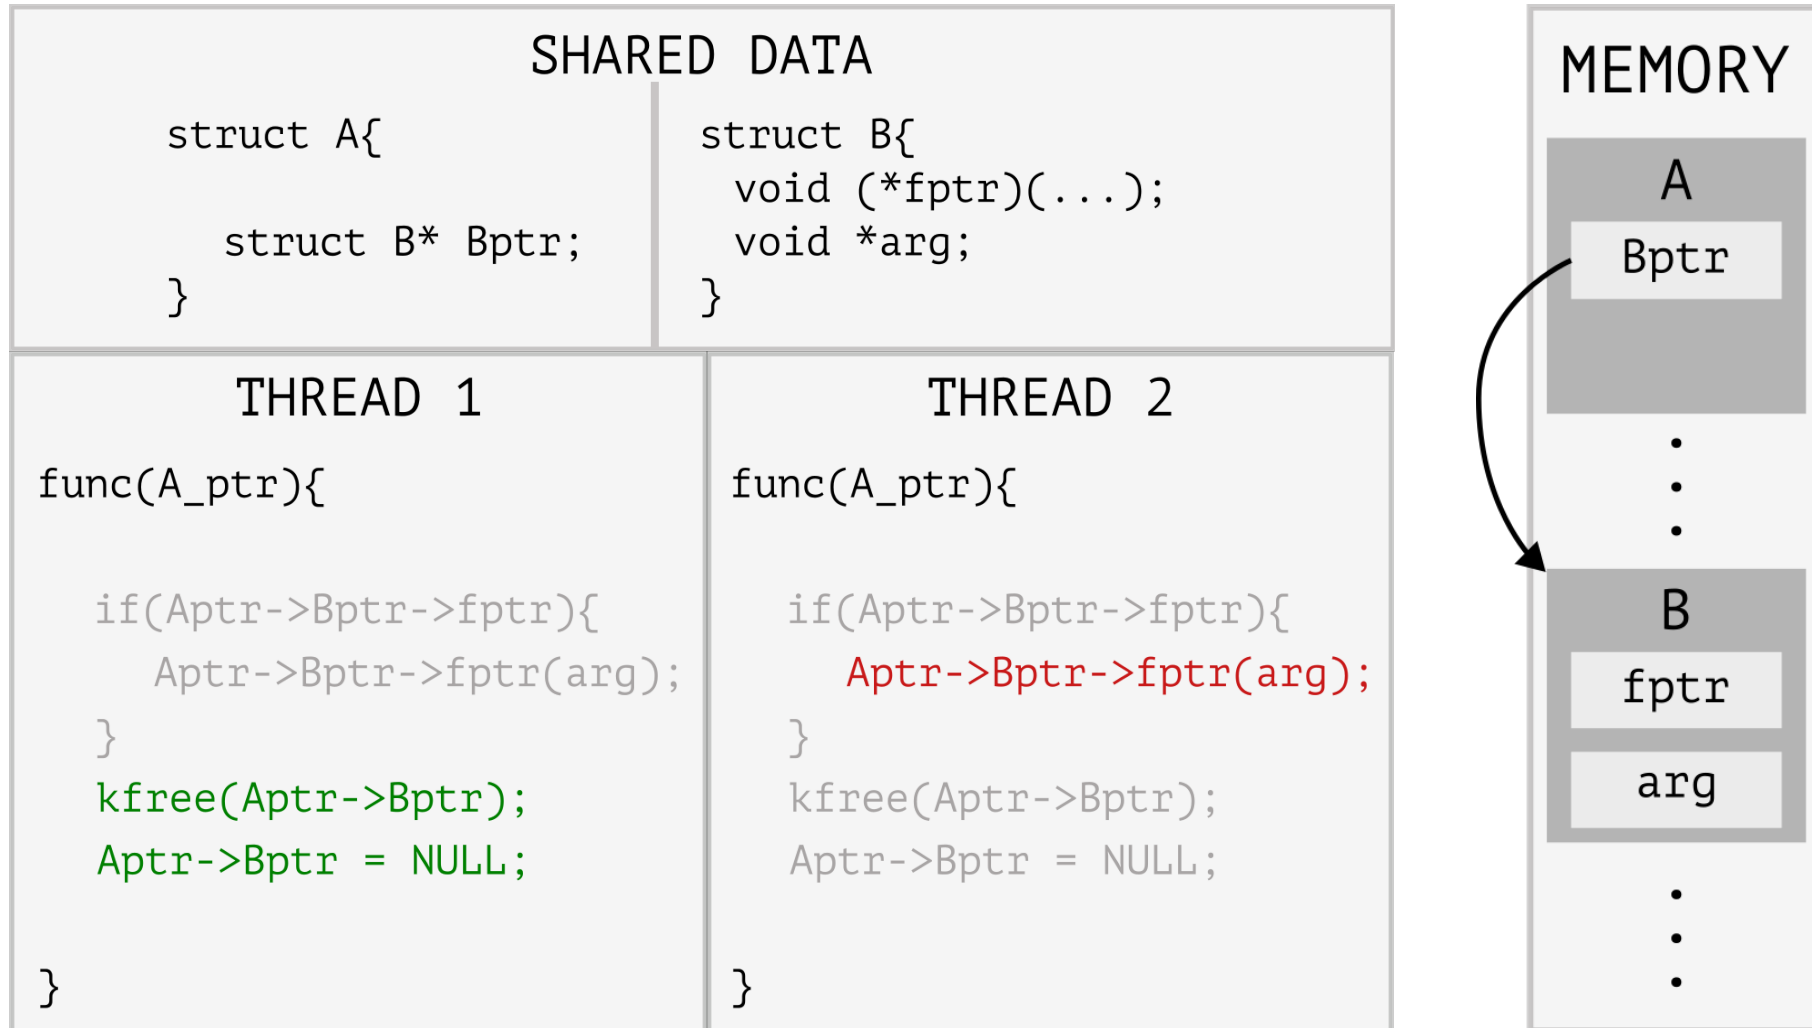 SHARED DATA
struct A{
struct B* Bptr;
}
struct B{
void (*fptr)(...);
void *arg;
}
THREAD 1
func(A_ptr){
if(Aptr->Bptr->fptr){
Aptr->Bptr->fptr(arg);
}
kfree(Aptr->Bptr);
Aptr->Bptr = NULL;
}
THREAD 2
func(A_ptr){
if(Aptr->Bptr->fptr){
Aptr->Bptr->fptr(arg);
}
kfree(Aptr->Bptr);
Aptr->Bptr = NULL;
}
MEMORY
A
Bptr
B
fptr
arg